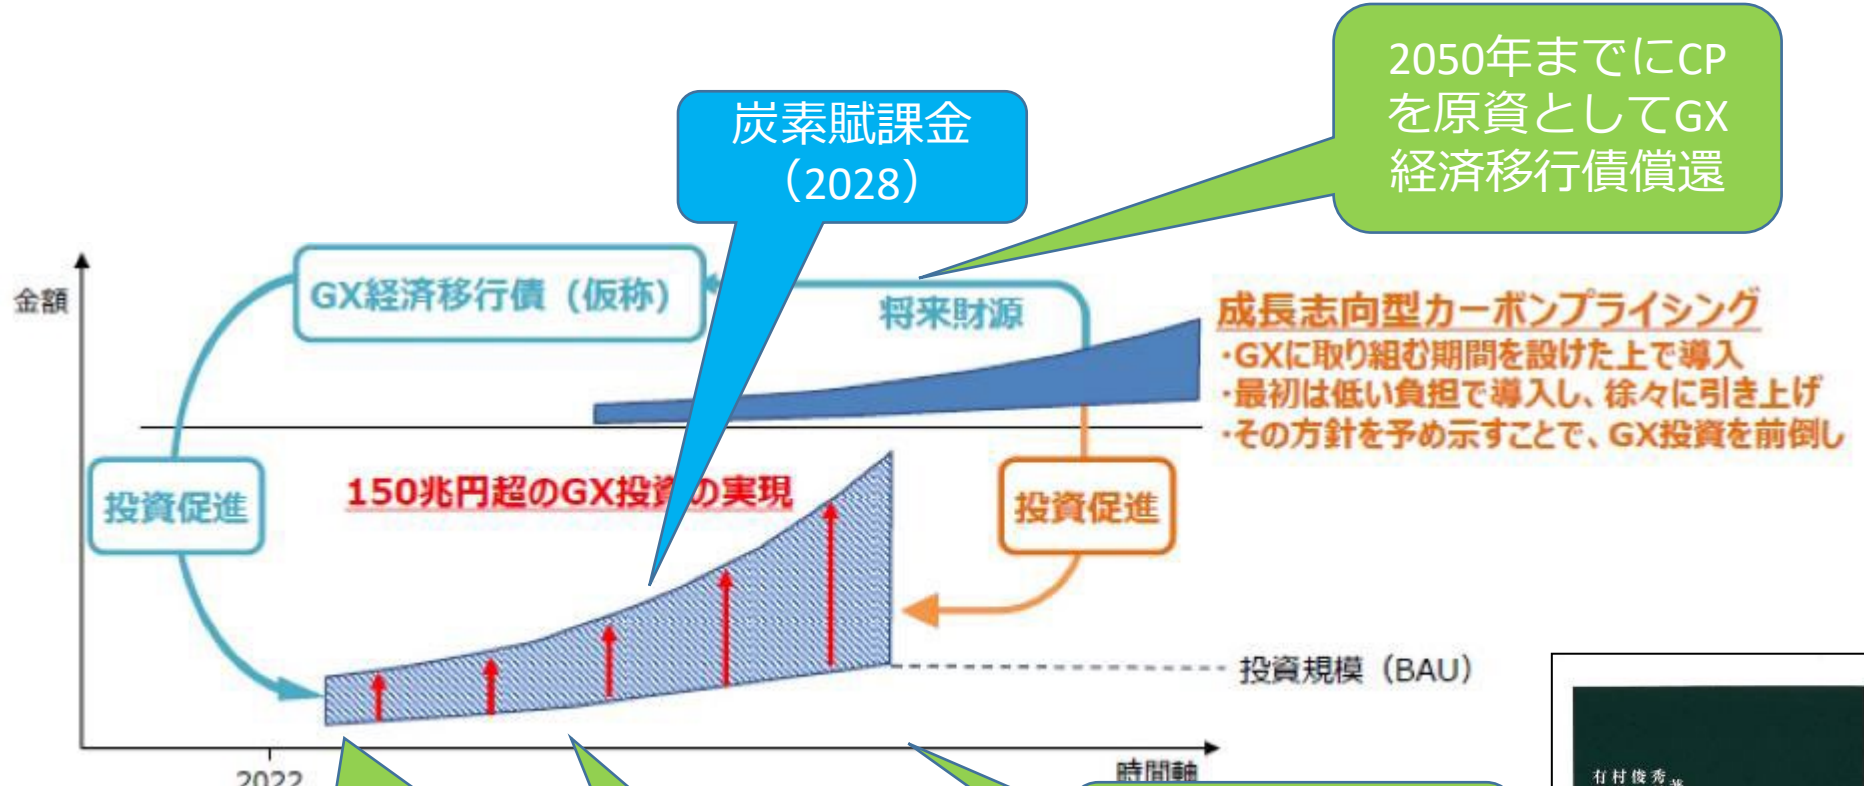 2050年までにCP
を原資としてGX
経済移行債償還
炭素賦課金
（2028）
金額
GX経済移行債（仮称）
将来財源
成長志向型カーボンプライシング
・GXに取り組む期間を設けた上で導入
・最初は低い負担で導入し、徐々に引き上げ
・その方針を予め示すことで、GX投資を前倒し
投資促進
150兆円超のGX投資の実現
投資促進
投資規模（BAU）
2022
時間軸
有村俊秀